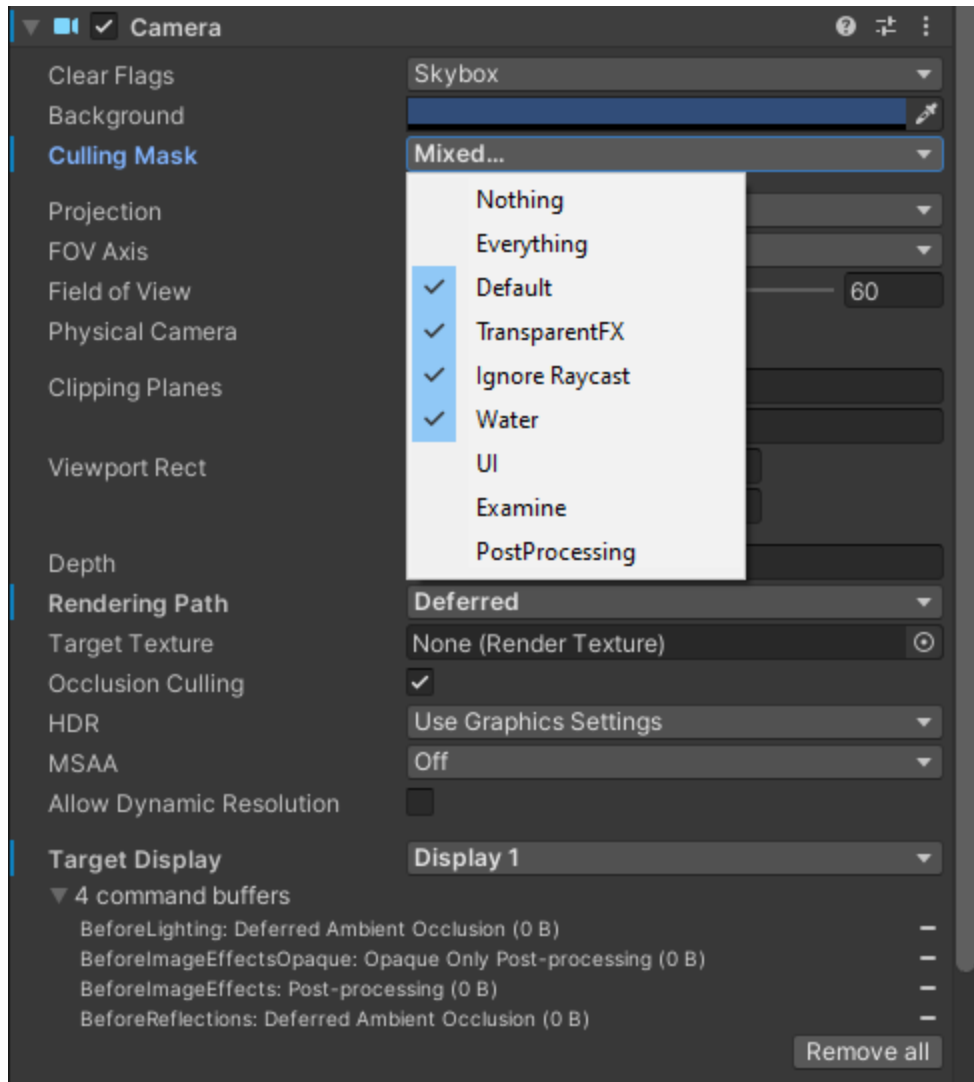 Camera
Clear Flags Skybox
Background
Culling Mask Mixed...
Nothing
Everything
Default
TransparentFX
Ignore Raycast
Water
UI
Examine
PostProcessing
Projection
FOV Axis
Field of View 60
Physical Camera
Clipping Planes
Viewport Rect
Depth
Rendering Path Deferred
Target Texture None (Render Texture)
Occlusion Culling
HDR Use Graphics Settings
MSAA Off
Allow Dynamic Resolution
Target Display Display 1
4 command buffers
BeforeLighting: Deferred Ambient Occlusion (0 B)
BeforeImageEffectsOpaque: Opaque Only Post-processing (0 B)
BeforeImageEffects: Post-processing (0 B)
BeforeReflections: Deferred Ambient Occlusion (0 B)
Remove all